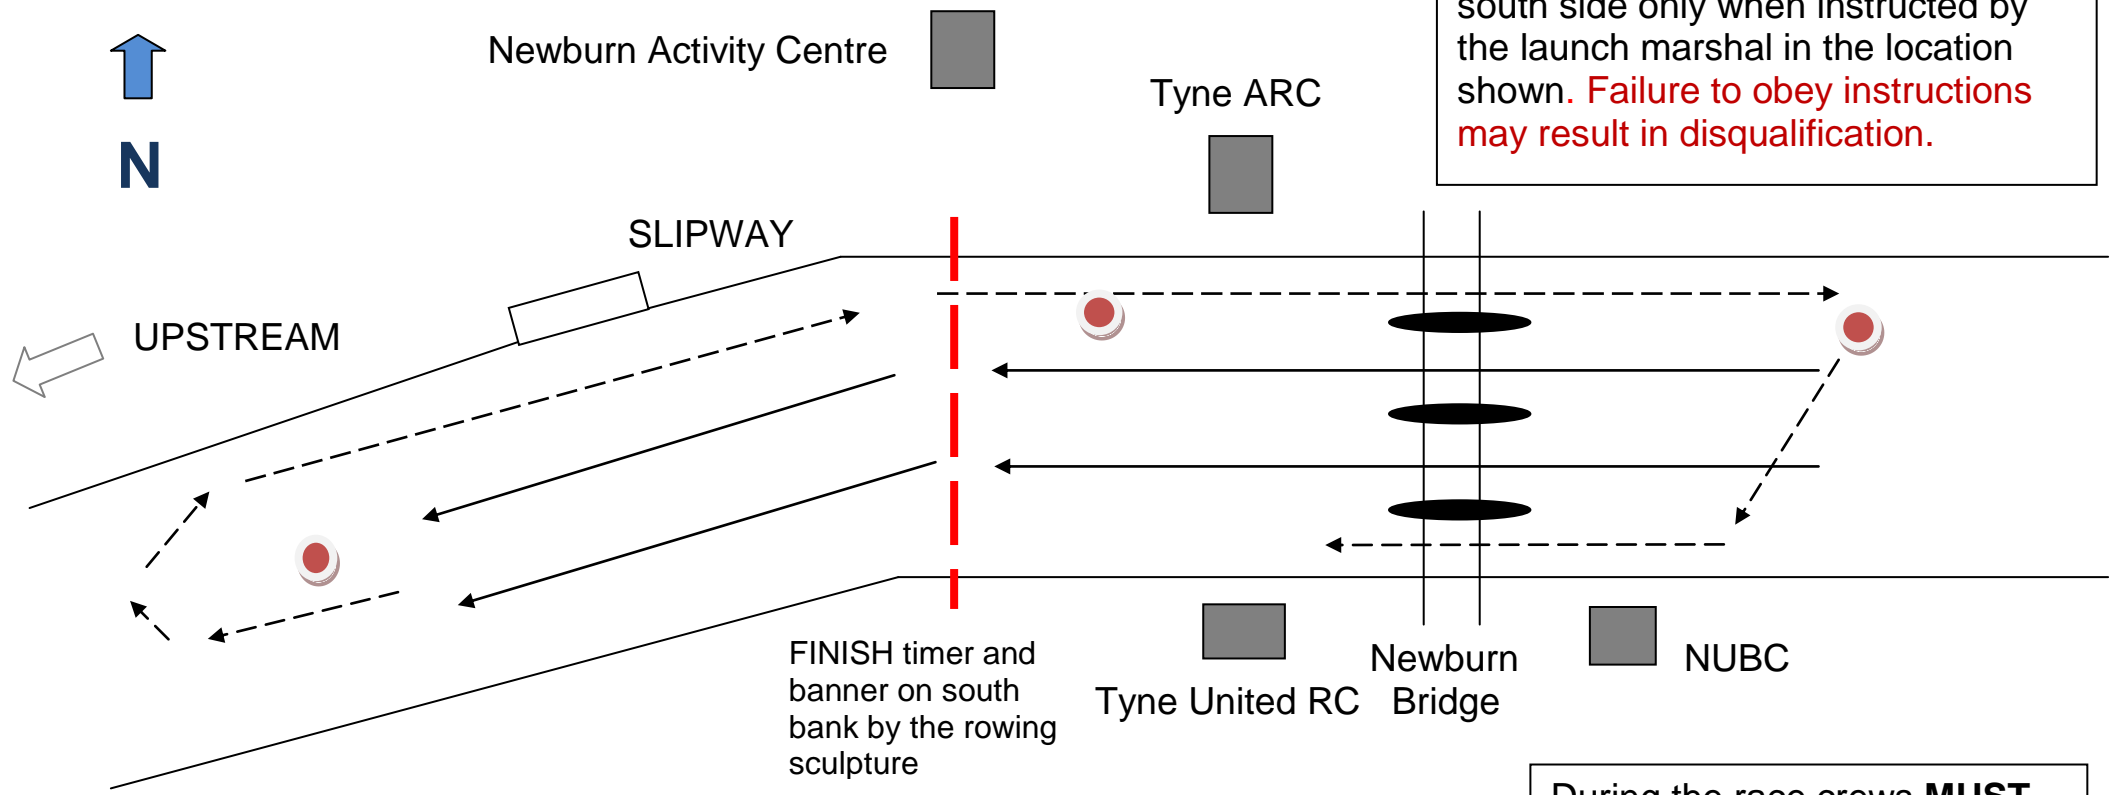 south side only when instructed by
the launch marshal in the location
shown. Failure to obey instructions
may result in disqualification.
Newburn Activity Centre
Tyne ARC
N
SLIPWAY
UPSTREAM
FINISH timer and
banner on south
bank by the rowing
sculpture
Tyne United RC
Newburn
Bridge
NUBC
During the race crews MUST